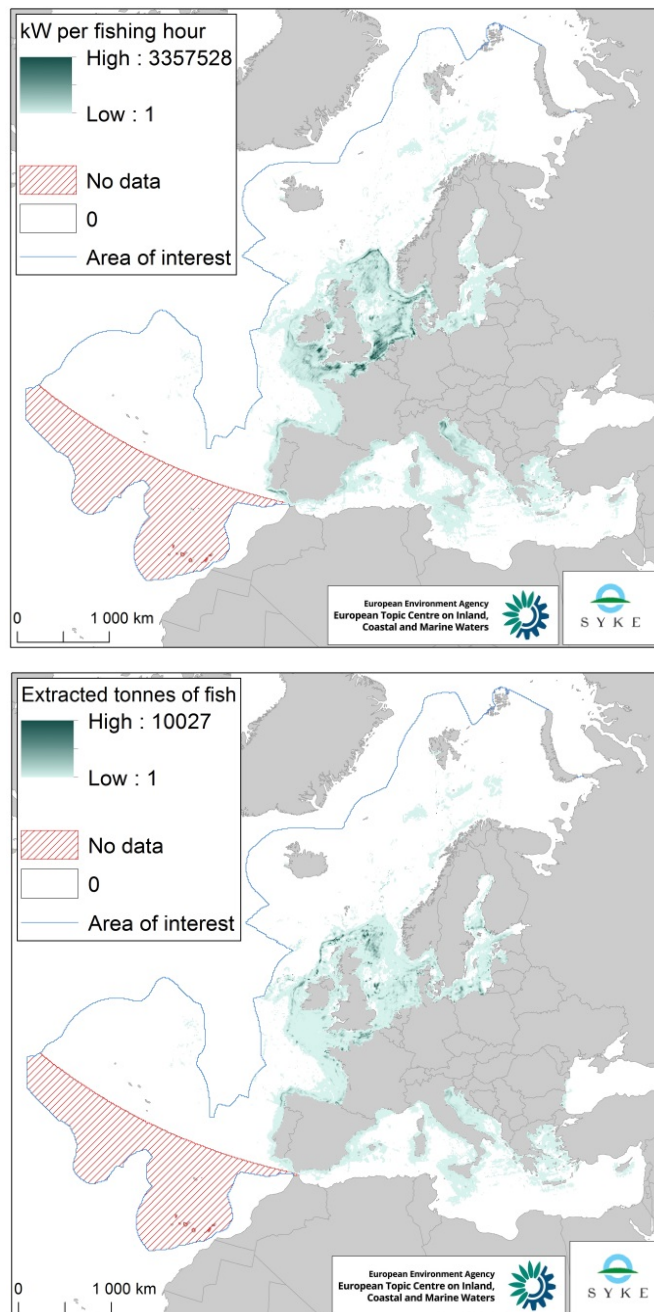 kW per fishing hour
High : 3357528
Low : 1
No data
0
Area of interest
0
1 000 km
European Environment Agency
European Topic Centre on Inland,
Coastal and Marine Waters
SYKE
Extracted tonnes of fish
High : 10027
Low : 1
No data
0
Area of interest
0
1 000 km
European Environment Agency
European Topic Centre on Inland,
Coastal and Marine Waters
SYKE